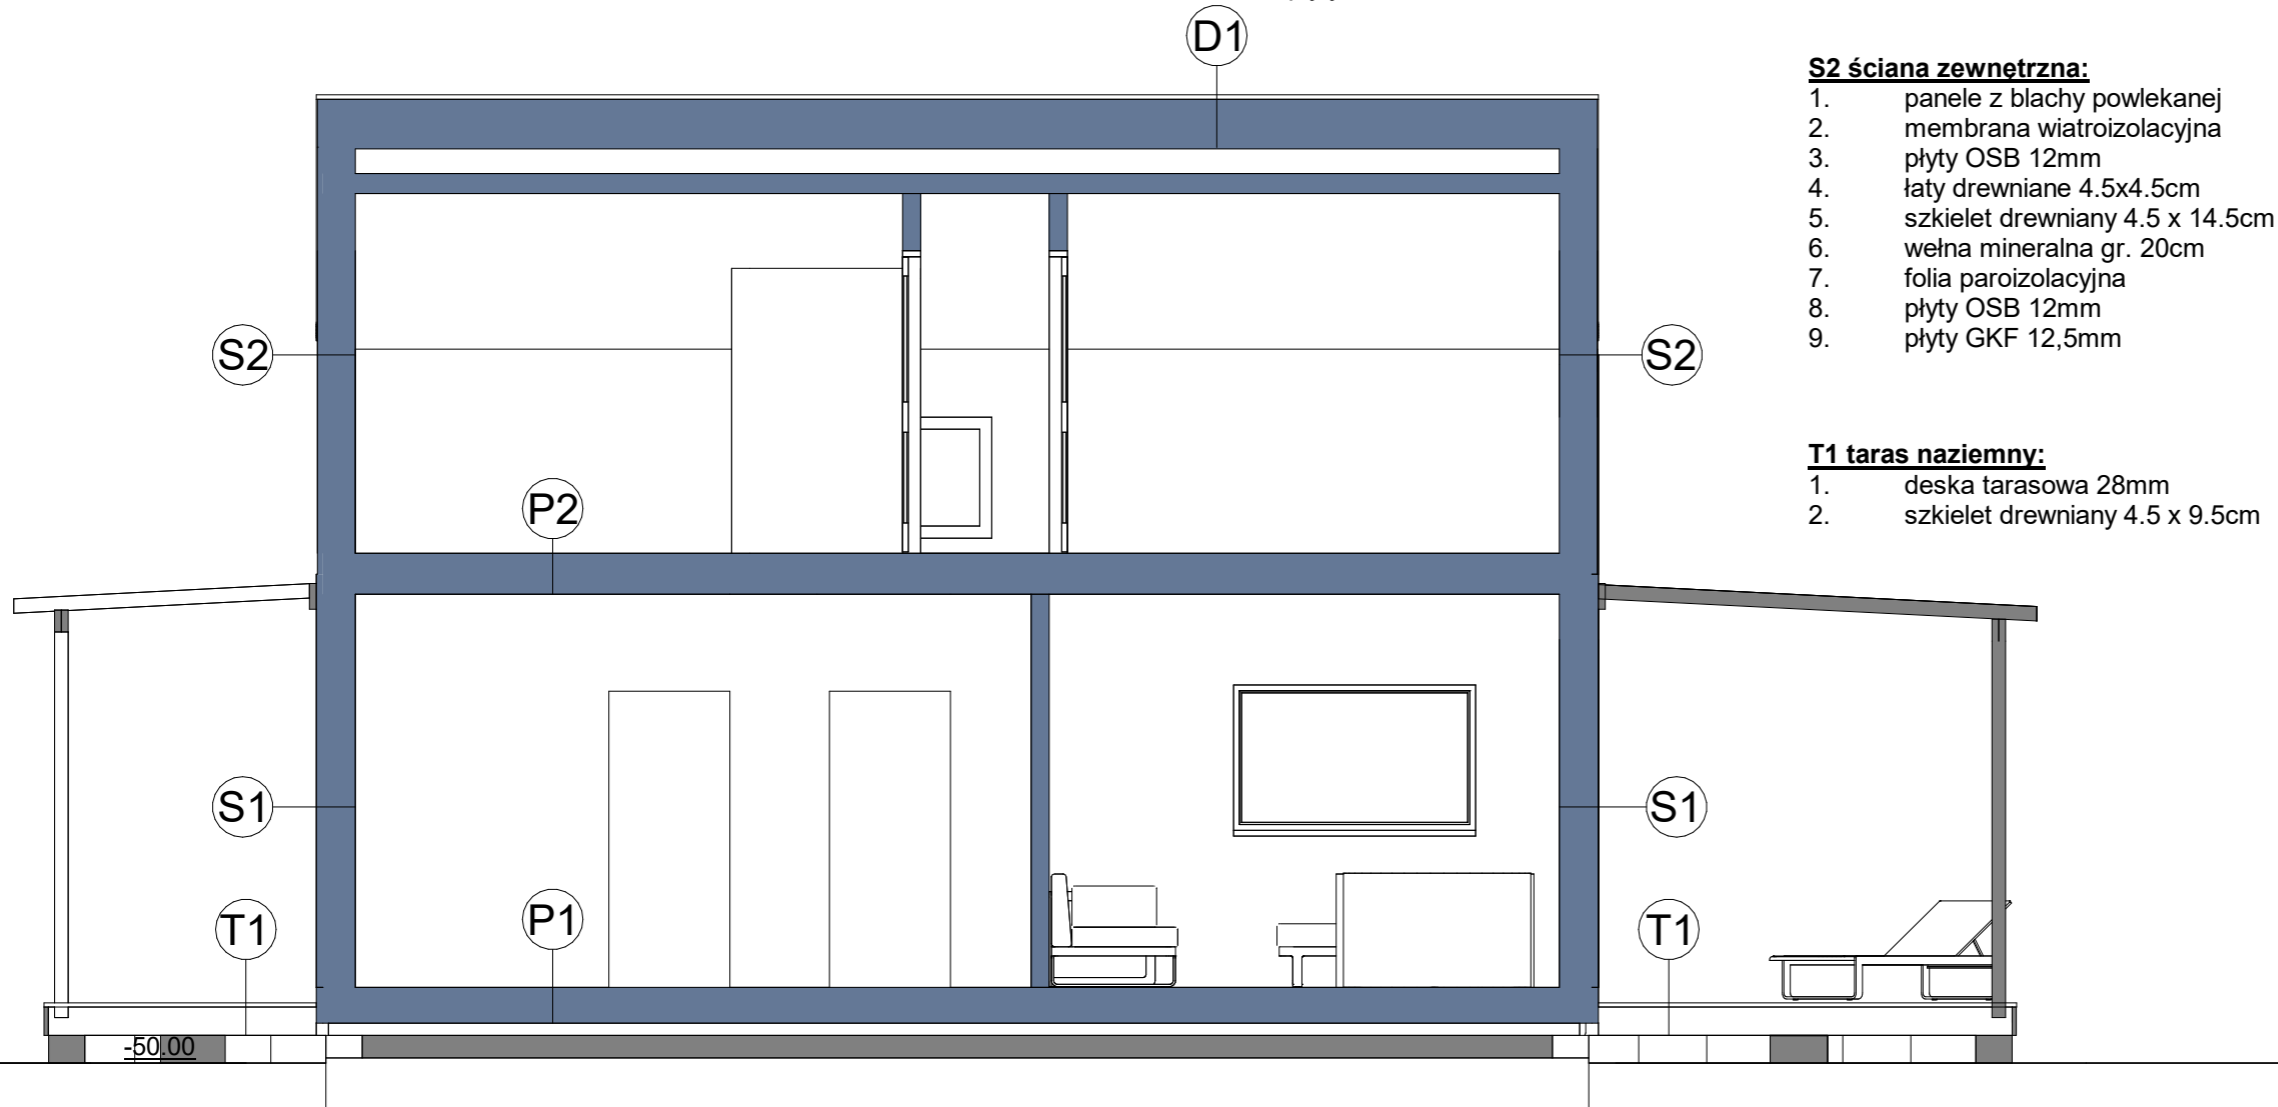 D1
S2 ściana zewnętrzna:
1. panele z blachy powlekanej
2. membrana wiatroizolacyjna
3. płyty OSB 12mm
4. łaty drewniane 4.5x4.5cm
5. szkielet drewniany 4.5 x 14.5cm
6. wełna mineralna gr. 20cm
7. folia paroizolacyjna
8. płyty OSB 12mm
9. płyty GKF 12,5mm
S2
S2
T1 taras naziemny:
1. deska tarasowa 28mm
2. szkielet drewniany 4.5 x 9.5cm
P2
S1
S1
P1
T1
T1
-50.00